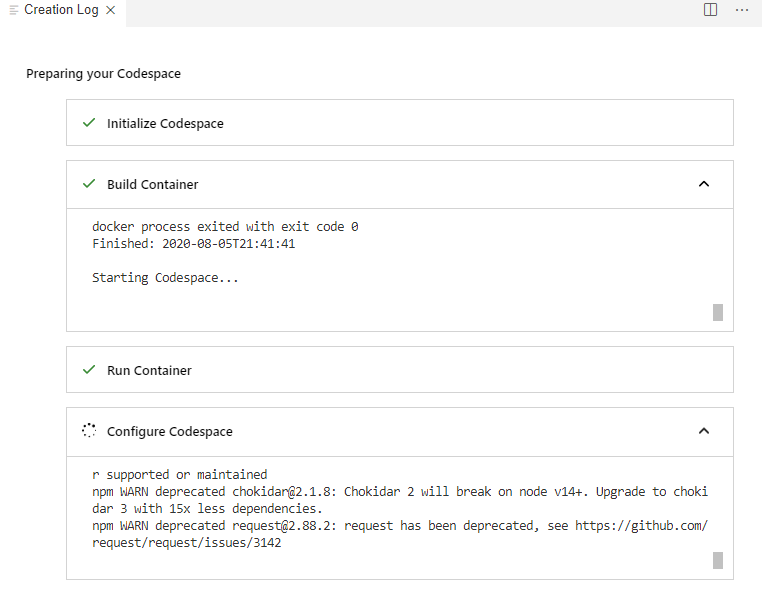 Creation Log
Preparing your Codespace
Initialize Codespace
Build Container
docker process exited with exit code 0
Finished: 2020-08-05T21:41:41
Starting Codespace...
Run Container
Configure Codespace
r supported or maintained
npm WARN deprecated chokidar@2.1.8: Chokidar 2 will break on node v14+. Upgrade to choki
dar 3 with 15x less dependencies.
npm WARN deprecated request@2.88.2: request has been deprecated, see https://github.com/
request/request/issues/3142